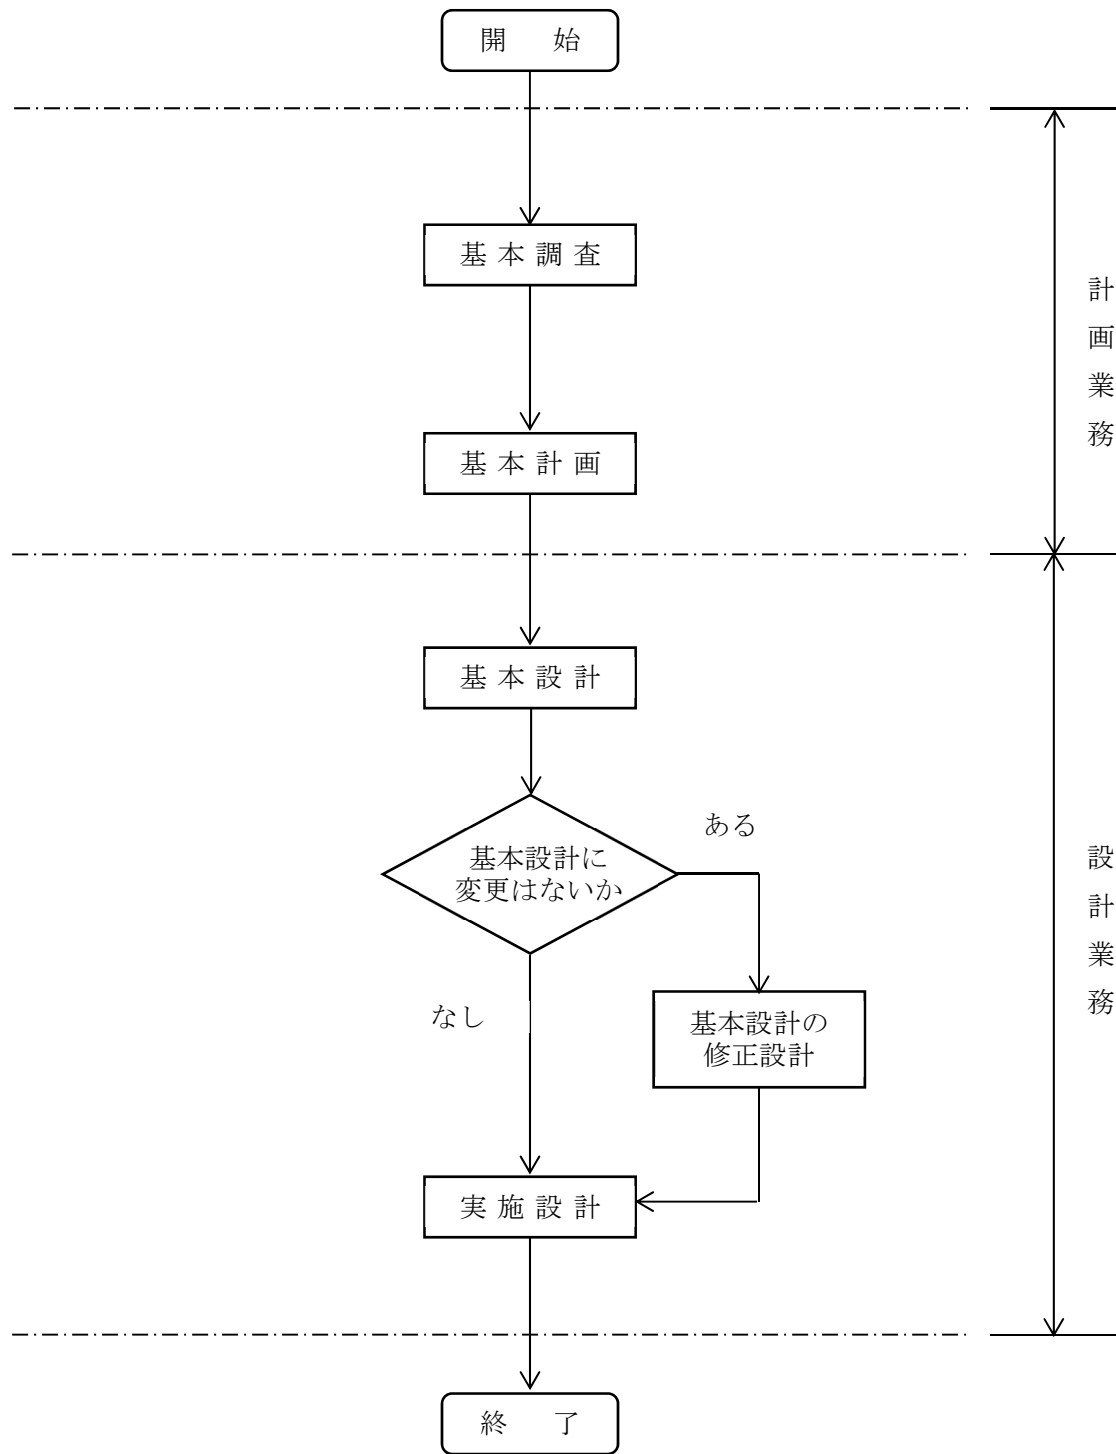 開　始
基本調査
基本計画
計画業務
基本設計
基本設計に
変更はないか
ある
なし
基本設計の
修正設計
実施設計
設計業務
終　了